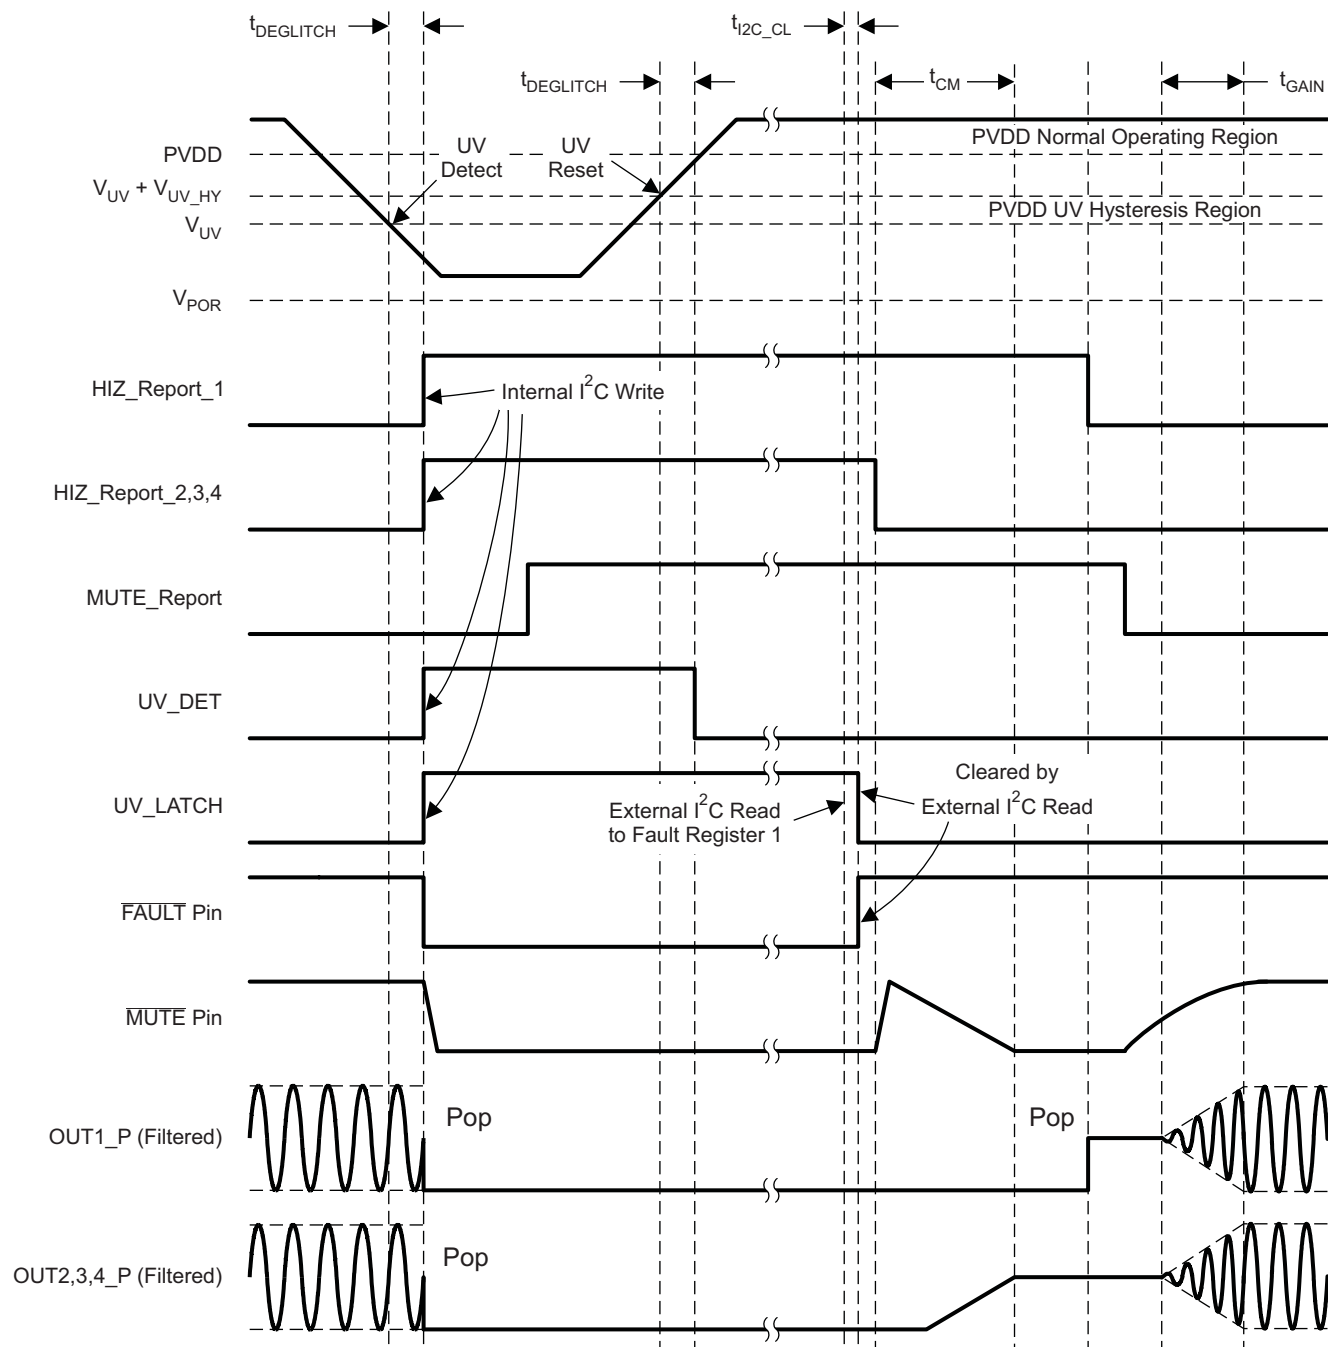 tDEGLITCH
tI2C_CL
tDEGLITCH
tCM
tGAIN
PVDD Normal Operating Region
PVDD
UV
Detect
UV
Reset
VUV + VUV_HY
PVDD UV Hysteresis Region
VUV
VPOR
HIZ_Report_1
Internal I2C Write
HIZ_Report_2,3,4
MUTE_Report
UV_DET
Cleared by
External I2C Read
UV_LATCH
External I2C Read
to Fault Register 1
FAULT Pin
MUTE Pin
Pop
Pop
OUT1_P (Filtered)
Pop
OUT2,3,4_P (Filtered)